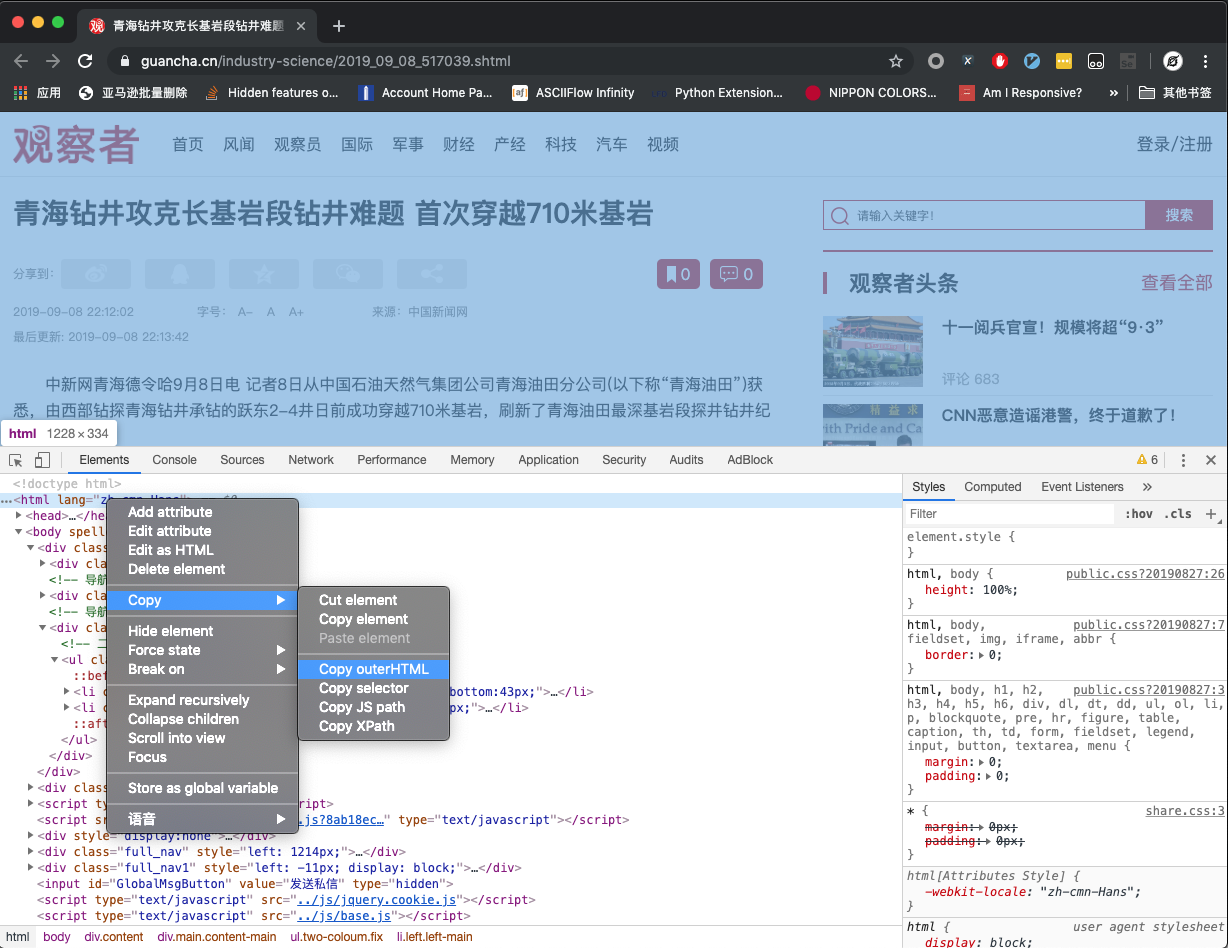 青海钻井攻克长基岩段钻井难题
guancha.cn/industry-science/2019_09_08_517039.shtml
应用 亚马逊批量删除 Hidden features o... Account Home Pa... ASCIIFlow Infinity Python Extension... NIPPON COLORS... Am I Responsive? » 其他书签
观察者 首页 风闻 观察员 国际 军事 财经 产经 科技 汽车 视频 登录/注册
青海钻井攻克长基岩段钻井难题 首次穿越710米基岩
请输入关键字! 搜索
分享到: 0 0
观察者头条 查看全部
2019-09-08 22:12:02 字号: A- A A+ 来源: 中国新闻网
最后更新: 2019-09-08 22:13:42
十一阅兵官宣！规模将超“9·3”
评论 683
中新网青海德令哈9月8日电 记者8日从中国石油天然气集团公司青海油田分公司(以下称“青海油田”)获
悉，由西部钻探青海钻井承钻的跃东2-4井日前成功穿越710米基岩，刷新了青海油田最深基岩段探井钻井纪
CNN恶意造谣港警，终于道歉了！
html 1228×334
Elements Console Sources Network Performance Memory Application Security Audits AdBlock 6
<!doctype html>
…<html lang="zh-cmn-Hans">
<head>…</hea
<body spell
<div class
<div cla
<!-- 导航
<div cla
<!-- 导航
<div cla
<!-- 二
<ul cla
::bef
<li c bottom:43px;">…</li>
<li c px;">…</li>
::aft
</ul>
</div>
</div>
<div clas
<script ty ript>
<script sr .js?8ab18ec…" type="text/javascript"></script>
<div style="display:none">…</div>
<div class="full_nav" style="left: 1214px;">…</div>
<div class="full_nav1" style="left: -11px; display: block;">…</div>
<input id="GlobalMsgButton" value="发送私信" type="hidden">
<script type="text/javascript" src="../js/jquery.cookie.js"></script>
<script type="text/javascript" src="../js/base.js"></script>
html body div.content div.main.content-main ul.two-coloum.fix li.left.left-main
Add attribute
Edit attribute
Edit as HTML
Delete element
Copy
Hide element
Force state
Break on
Expand recursively
Collapse children
Scroll into view
Focus
Store as global variable
语音
Cut element
Copy element
Paste element
Copy outerHTML
Copy selector
Copy JS path
Copy XPath
Styles Computed Event Listeners »
Filter :hov .cls +
element.style {
}
html, body { public.css?20190827:26
height: 100%;
}
html, body, public.css?20190827:7
fieldset, img, iframe, abbr {
border: 0;
}
html, body, h1, h2, public.css?20190827:3
h3, h4, h5, h6, div, dl, dt, dd, ul, ol, li,
p, blockquote, pre, hr, figure, table,
caption, th, td, form, fieldset, legend,
input, button, textarea, menu {
margin: 0;
padding: 0;
}
* { share.css:3
margin: 0px;
padding: 0px;
}
html[Attributes Style] {
-webkit-locale: "zh-cmn-Hans";
}
html { user agent stylesheet
display: block;